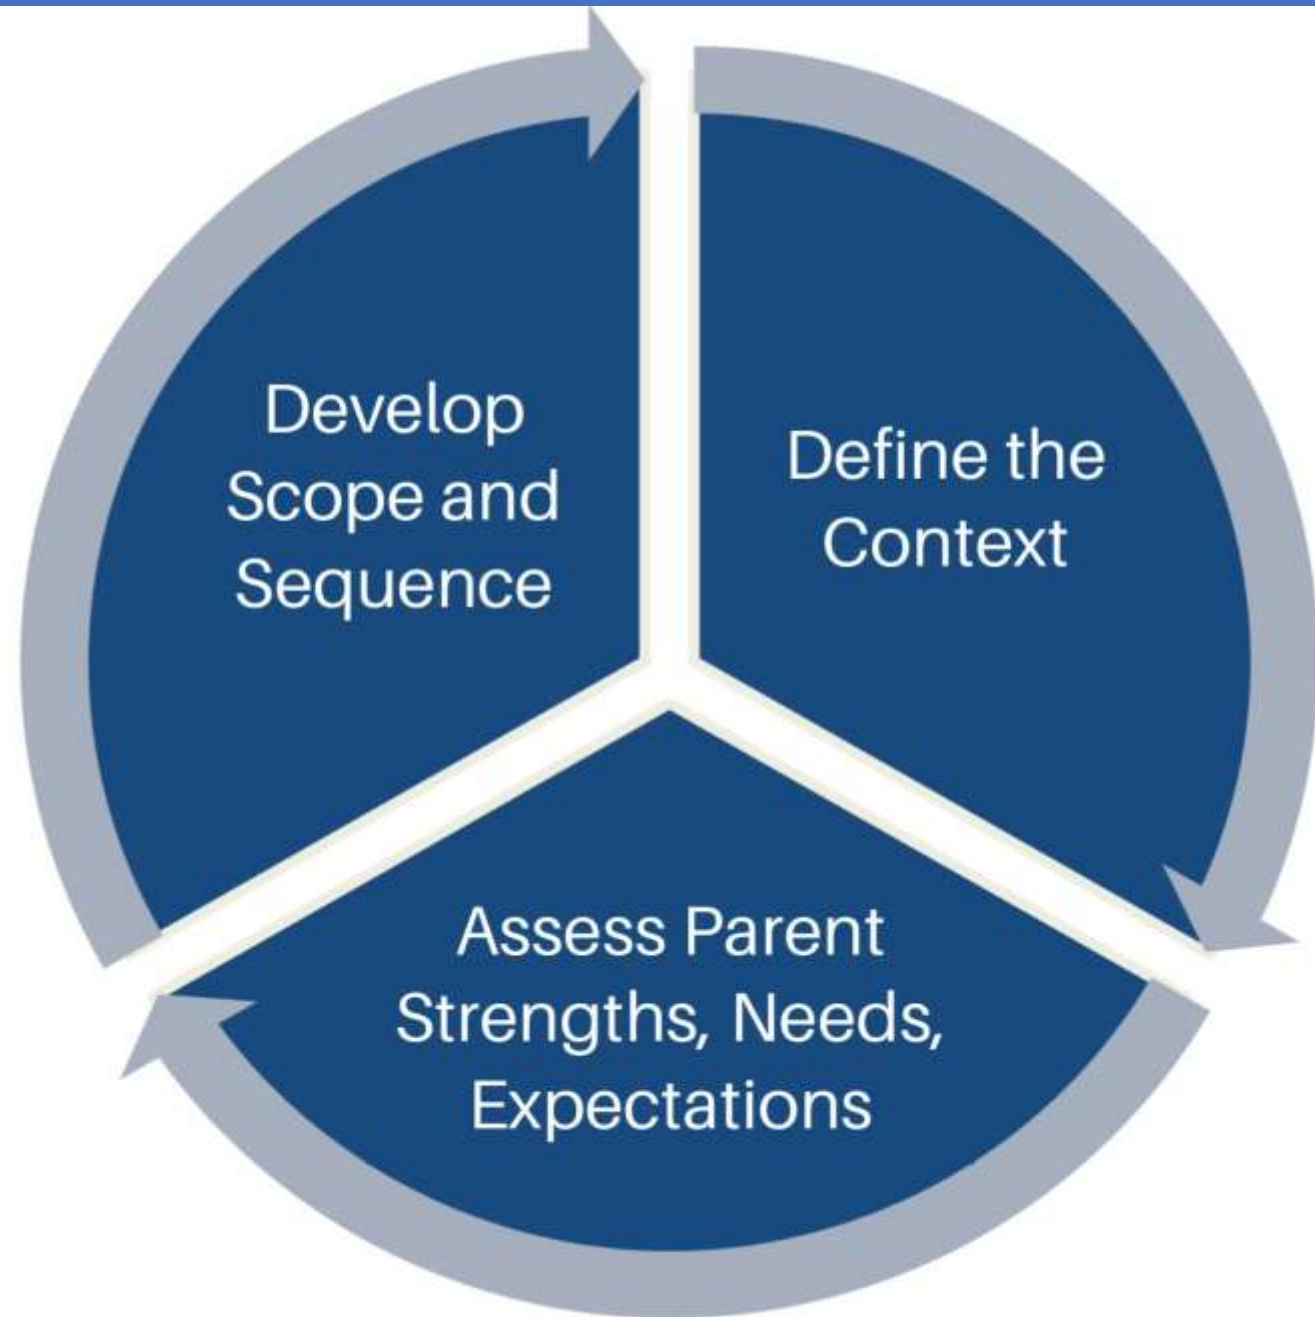 Develop
Scope and
Sequence
Define the
Context
Assess Parent
Strengths, Needs,
Expectations